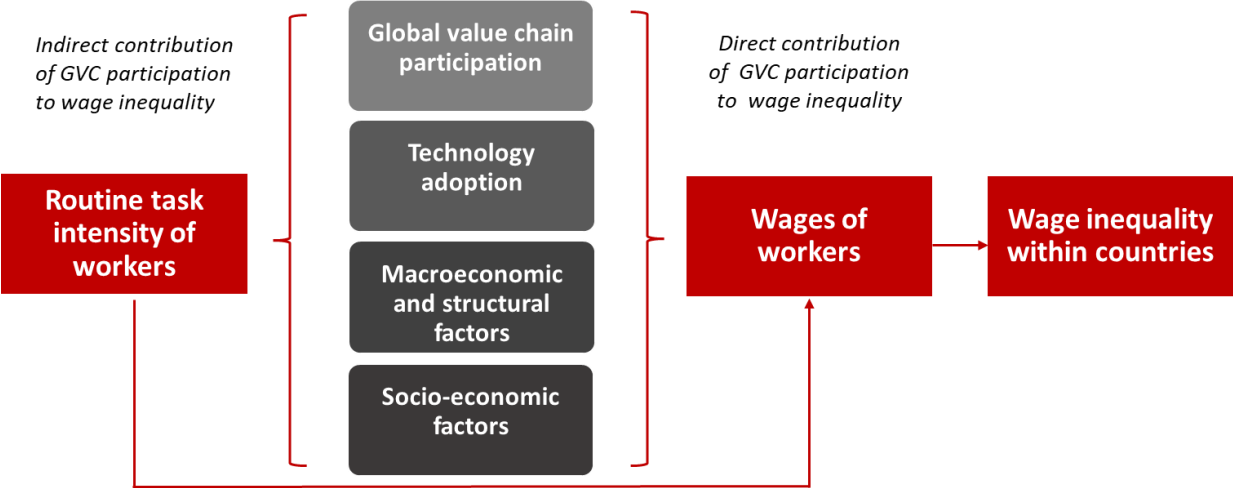 Indirect contribution
of GVC participation
to wage inequality
Global value chain
participation
Direct contribution
of GVC participation
to wage inequality
Technology
adoption
Routine task
intensity of
workers
Wages of
workers
Wage inequality
within countries
Macroeconomic
and structural
factors
Socio-economic
factors